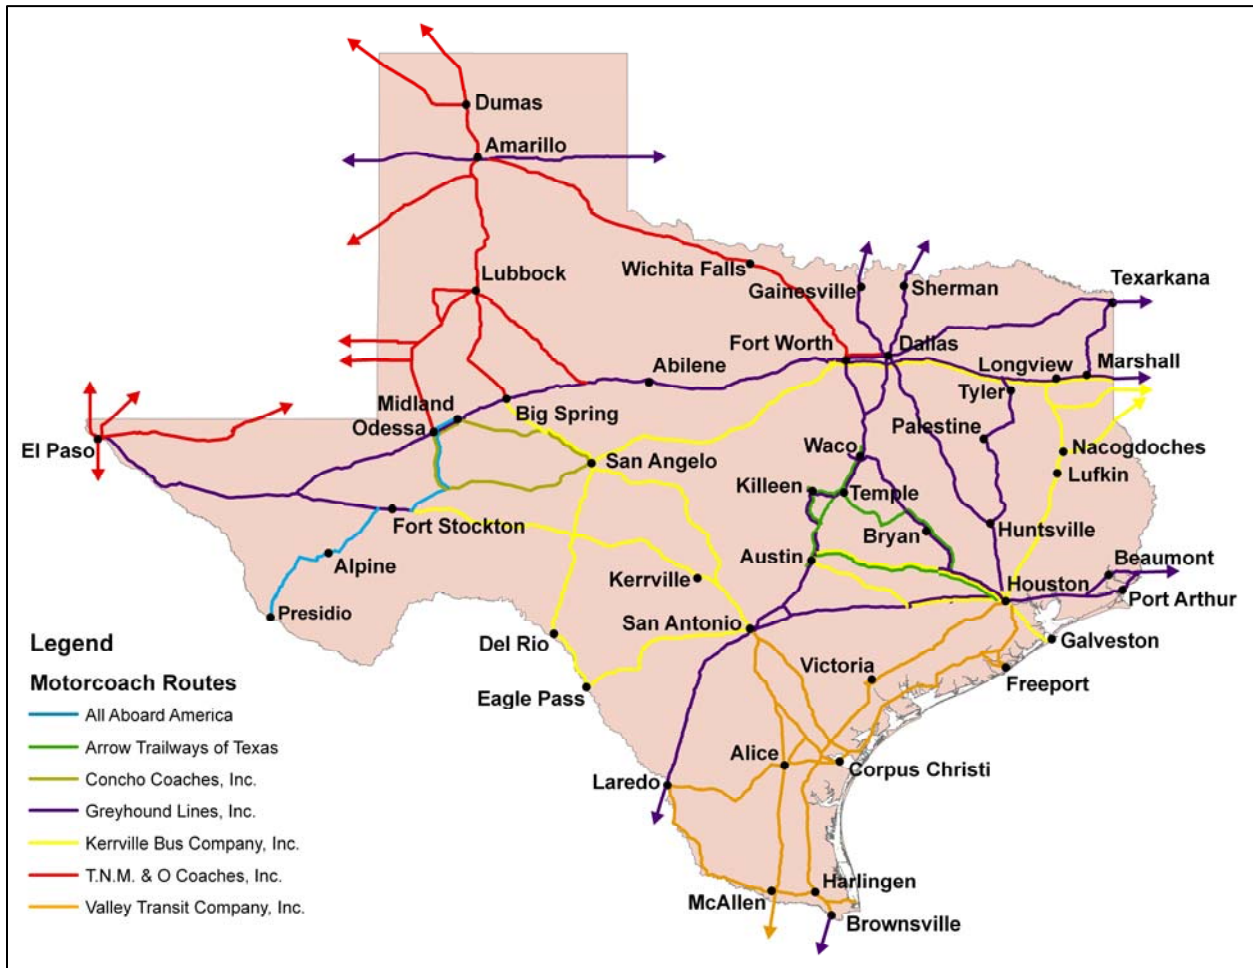 Dumas
Amarillo
Lubbock
Wichita Falls
Gainesville
Sherman
Texarkana
Fort Worth
Dallas
Abilene
Longview
Marshall
Tyler
Midland
Big Spring
Odessa
El Paso
Palestine
Waco
Nacogdoches
San Angelo
Lufkin
Killeen
Temple
Fort Stockton
Bryan
Huntsville
Alpine
Austin
Beaumont
Kerrville
Houston
Port Arthur
Presidio
San Antonio
Del Rio
Galveston
Victoria
Freeport
Eagle Pass
Alice
Corpus Christi
Laredo
McAllen
Harlingen
Brownsville
Legend
Motorcoach Routes
All Aboard America
Arrow Trailways of Texas
Concho Coaches, Inc.
Greyhound Lines, Inc.
Kerrville Bus Company, Inc.
T.N.M. & O Coaches, Inc.
Valley Transit Company, Inc.